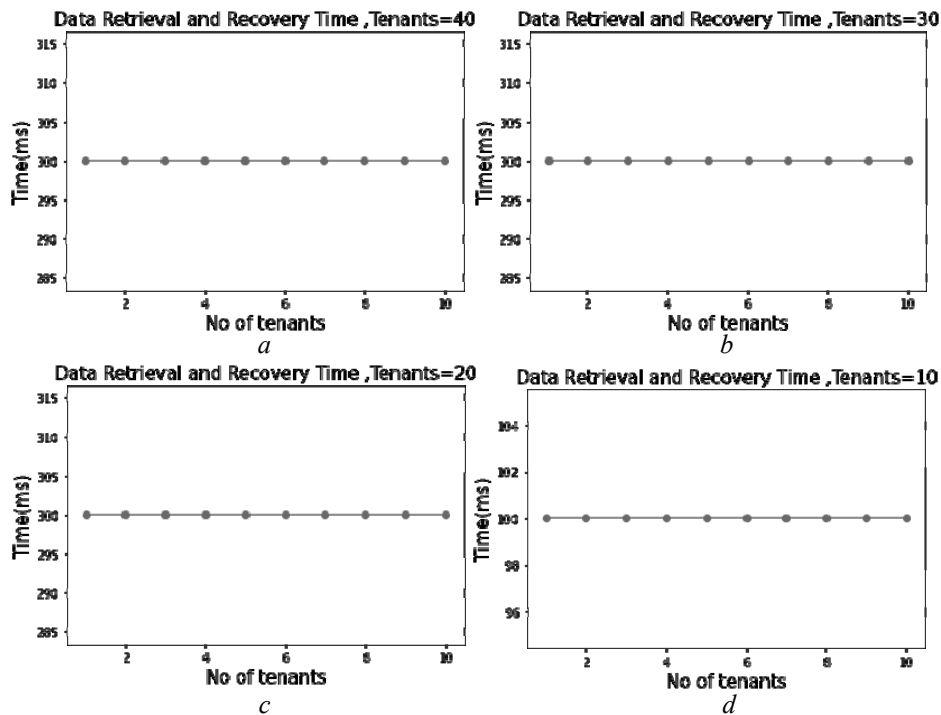 Data Retrieval and Recovery Time ,Tenants=40
315
310
305
300
295
290
285
Time(ms)
2
4
6
8
10
No of tenants
a
Data Retrieval and Recovery Time ,Tenants=30
315
310
305
300
295
290
285
Time(ms)
2
4
6
8
10
No of tenants
b
Data Retrieval and Recovery Time ,Tenants=20
315
310
305
300
295
290
285
Time(ms)
2
4
6
8
10
No of tenants
c
Data Retrieval and Recovery Time ,Tenants=10
104
102
100
98
96
Time(ms)
2
4
6
8
10
No of tenants
d